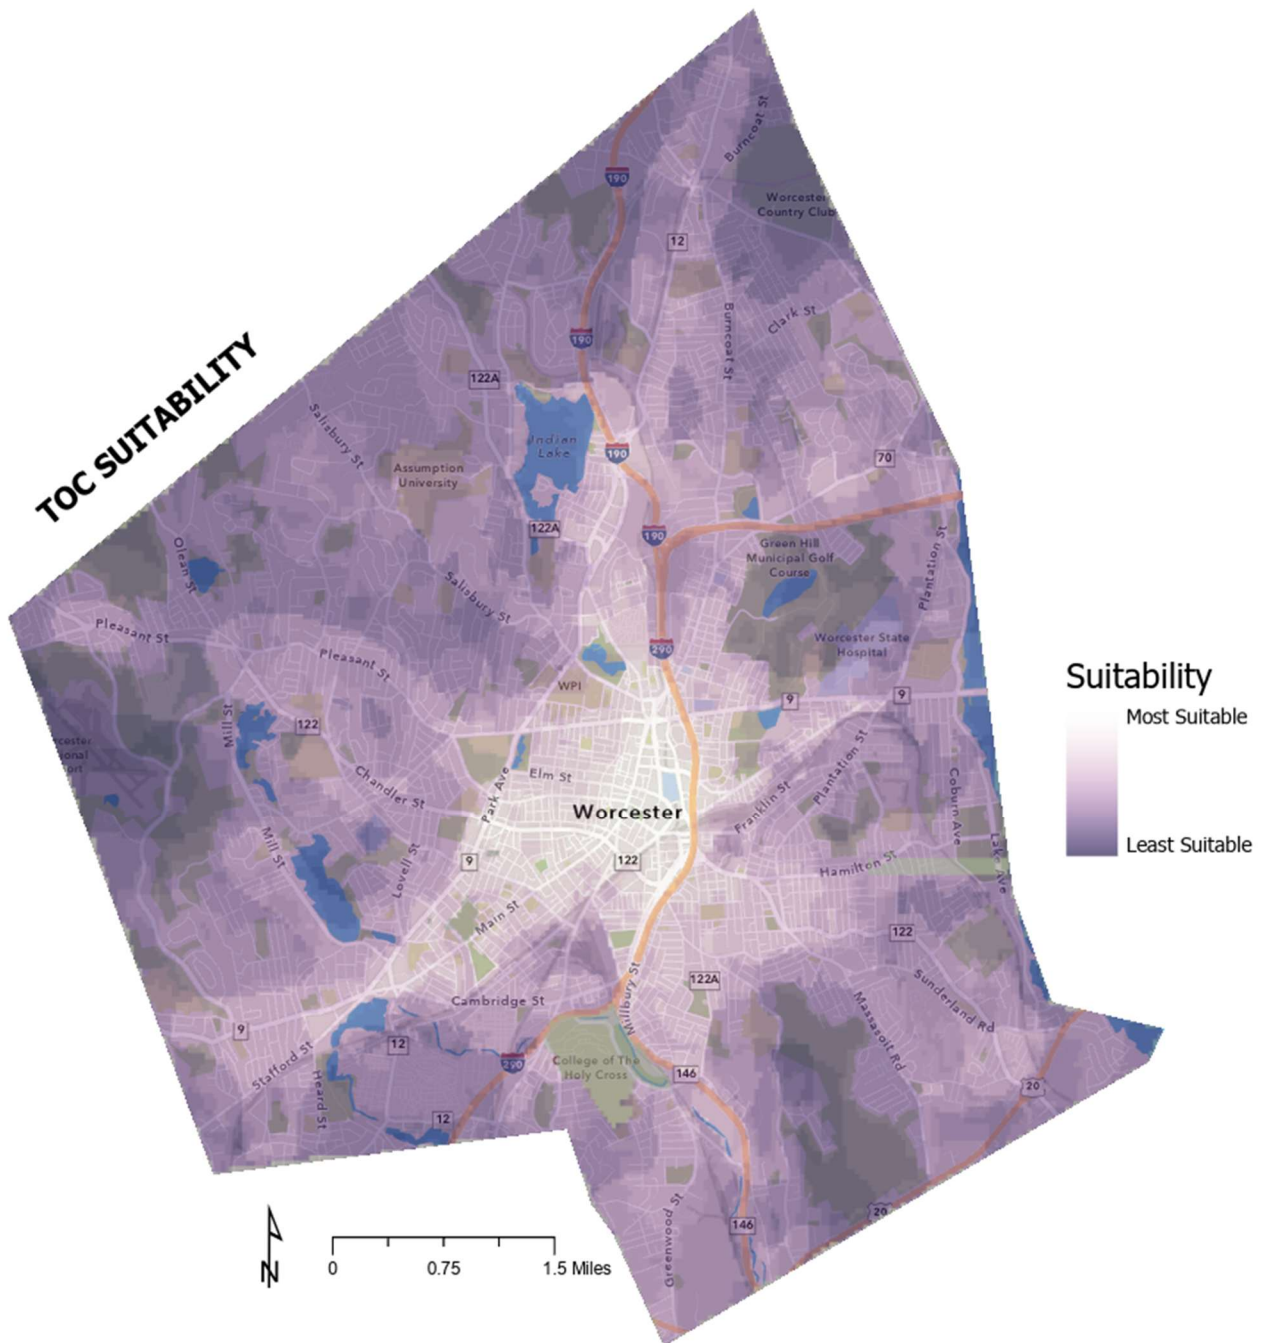 TOC SUITABILITY
Burncoat St
190
Worcester
Country Club
12
Burncoat St
Clark St
190
122A
Salisbury St
Indian
Lake
190
70
Assumption
University
122A
190
Green Hill
Municipal Golf
Course
Plantation St
Olean St
Salisbury St
Pleasant St
Pleasant St
290
Worcester State
Hospital
WPI
9
9
Mill St
122
Chandler St
Elm St
Park Ave
Plantation St
Franklin St
Coburn Ave
Worcester
Mill St
Lovell St
9
122
Hamilton St
Lake Ave
Main St
122
Millbury St
122A
Cambridge St
Sunderland Rd
Massasoit Rd
9
12
Stafford St
Heard St
290
College of The
Holy Cross
146
20
12
Greenwood St
146
20
Suitability
Most Suitable
Least Suitable
N
0 0.75 1.5 Miles